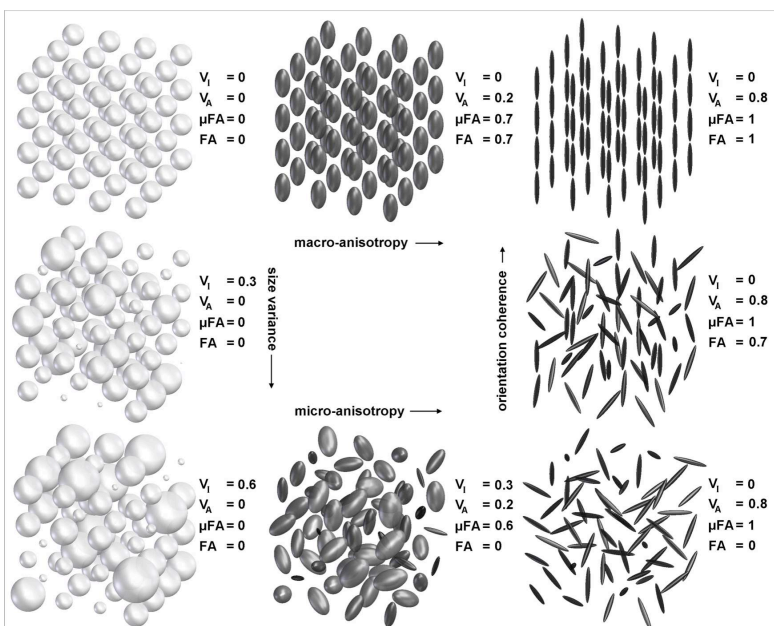 V_I = 0
V_A = 0
μFA = 0
FA = 0
V_I = 0
V_A = 0.2
μFA = 0.7
FA = 0.7
V_I = 0
V_A = 0.8
μFA = 1
FA = 1
macro-anisotropy
V_I = 0.3
V_A = 0
μFA = 0
FA = 0
size variance
orientation coherence
V_I = 0
V_A = 0.8
μFA = 1
FA = 0.7
micro-anisotropy
V_I = 0.6
V_A = 0
μFA = 0
FA = 0
V_I = 0.3
V_A = 0.2
μFA = 0.6
FA = 0
V_I = 0
V_A = 0.8
μFA = 1
FA = 0